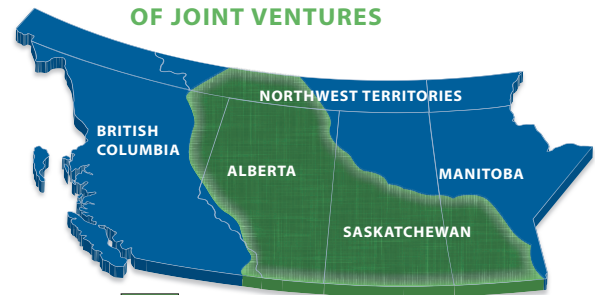 OF JOINT VENTURES
NORTHWEST TERRITORIES
BRITISH
COLUMBIA
ALBERTA
MANITOBA
SASKATCHEWAN